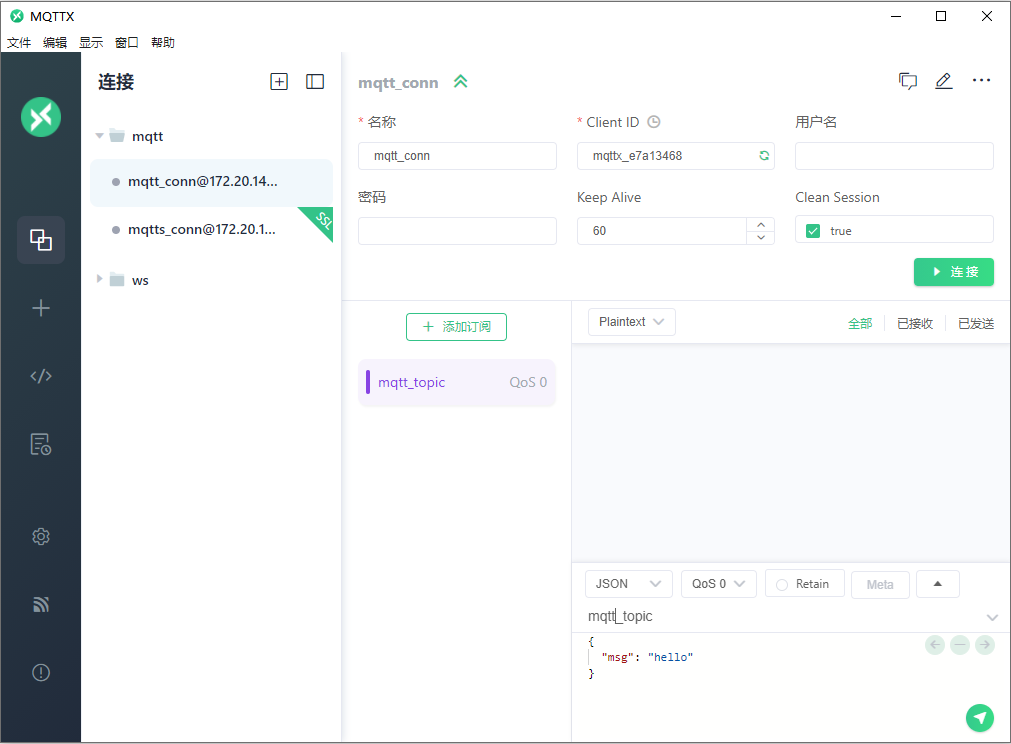 MQTTX
文件 编辑 显示 窗口 帮助
连接
mqtt
mqtt_conn@172.20.14...
mqtts_conn@172.20.1...
SSL
ws
mqtt_conn
* 名称
mqtt_conn
* Client ID
mqttx_e7a13468
用户名
密码
Keep Alive
60
Clean Session
true
连接
添加订阅
mqtt_topic QoS 0
Plaintext
全部 已接收 已发送
JSON QoS 0 Retain Meta
mqtt_topic
{
"msg": "hello"
}